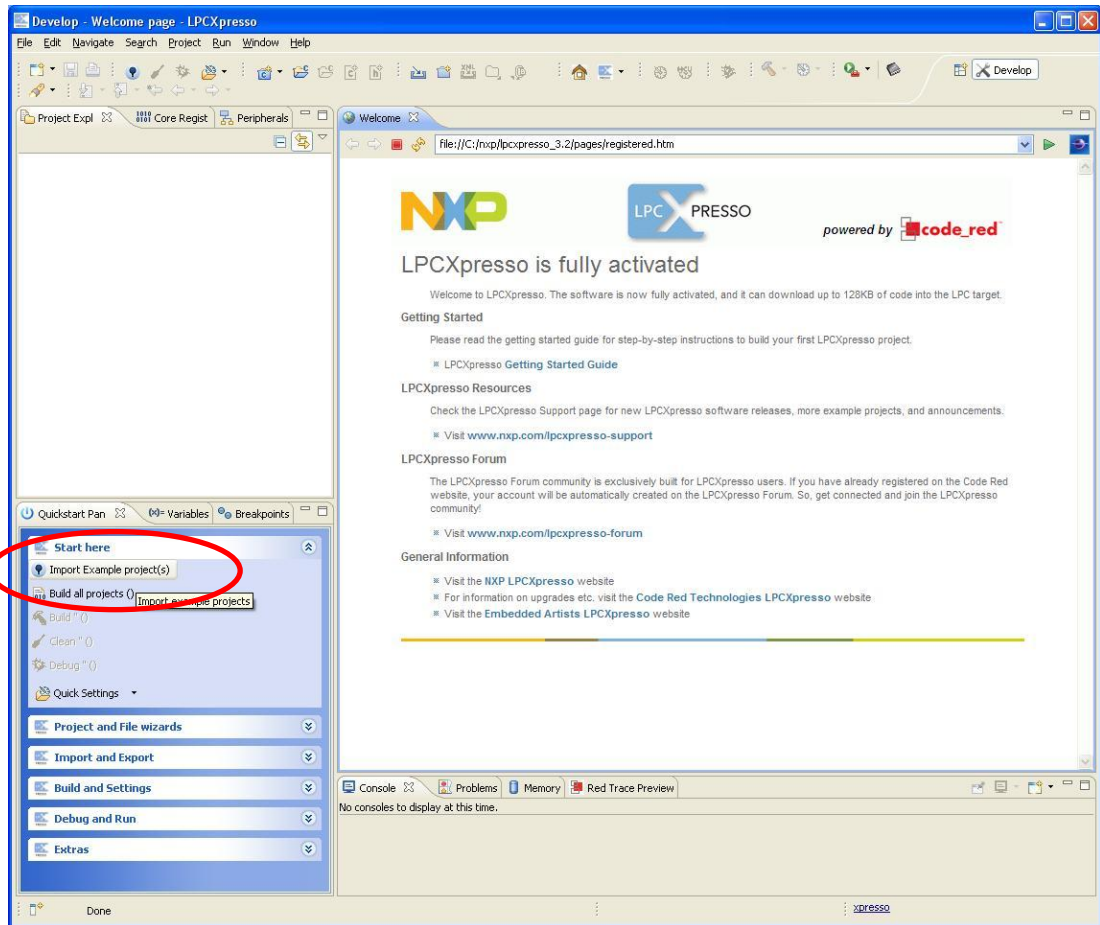 Develop - Welcome page - LPCXpresso
File Edit Navigate Search Project Run Window Help
Develop
Project Expl
Core Regist
Peripherals
Welcome
file://C:/nxp/lpcxpresso_3.2/pages/registered.htm
NXP
LPC XPRESSO
powered by code_red
LPCXpresso is fully activated
Welcome to LPCXpresso. The software is now fully activated, and it can download up to 128KB of code into the LPC target.
Getting Started
Please read the getting started guide for step-by-step instructions to build your first LPCXpresso project.
LPCXpresso Getting Started Guide
LPCXpresso Resources
Check the LPCXpresso Support page for new LPCXpresso software releases, more example projects, and announcements.
Visit www.nxp.com/lpcxpresso-support
LPCXpresso Forum
The LPCXpresso Forum community is exclusively built for LPCXpresso users. If you have already registered on the Code Red
website, your account will be automatically created on the LPCXpresso Forum. So, get connected and join the LPCXpresso
community!
Visit www.nxp.com/lpcxpresso-forum
General Information
Visit the NXP LPCXpresso website
For information on upgrades etc. visit the Code Red Technologies LPCXpresso website
Visit the Embedded Artists LPCXpresso website
Quickstart Pan
(x)= Variables
Breakpoints
Start here
Import Example project(s)
Build all projects ()
Import example projects
Build '' ()
Clean '' ()
Debug '' ()
Quick Settings
Project and File wizards
Import and Export
Build and Settings
Debug and Run
Extras
Console
Problems
Memory
Red Trace Preview
No consoles to display at this time.
Done
xpresso